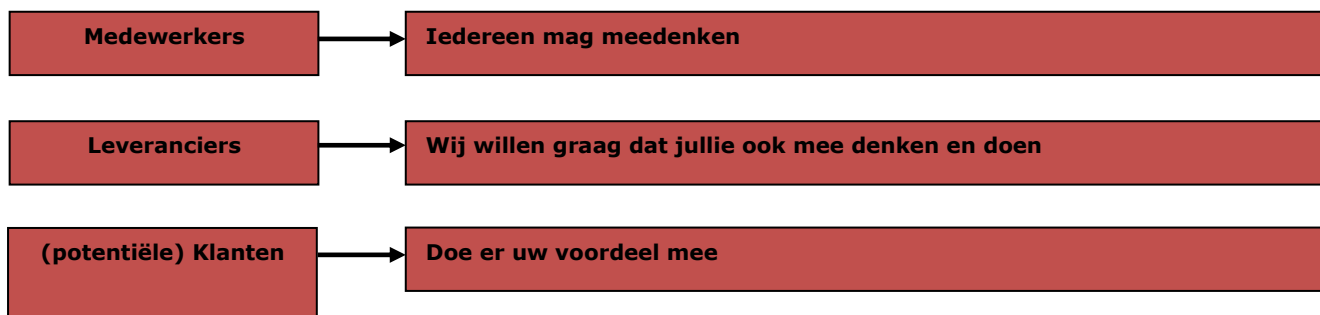 Medewerkers
Iedereen mag meedenken
Leveranciers
Wij willen graag dat jullie ook mee denken en doen
(potentiële) Klanten
Doe er uw voordeel mee